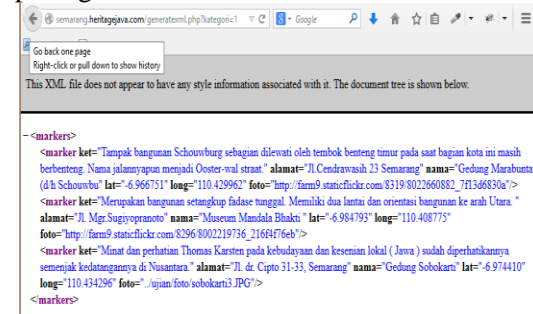 semarang.heritagejava.com/generatexml.php?kategori=1
Google
Go back one page
Right-click or pull down to show history
This XML file does not appear to have any style information associated with it. The document tree is shown below.
-<markers>
<marker ket="Tampak bangunan Schouwburg sebagian dilewati oleh tembok benteng timur pada saat bagian kota ini masih
berbenteng. Nama jalannyapun menjadi Ooster-wal straat." alamat="Jl.Cendrawasih 23 Semarang" nama="Gedung Marabunta
(d/h Schouwbu" lat="-6.966751" long="110.429962" foto="http://farm9.staticflickr.com/8319/8022660882_7f13d6830a"/>
<marker ket="Merupakan bangunan setangkup fadase tunggal. Memiliki dua lantai dan orientasi bangunan ke arah Utara. "
alamat="Jl. Mgr.Sugiyopranoto" nama="Museum Mandala Bhakti " lat="-6.984793" long="110.408775"
foto="http://farm9.staticflickr.com/8296/8002219736_216f4f76eb"/>
<marker ket="Minat dan perhatian Thomas Karsten pada kebudayaan dan kesenian lokal ( Jawa ) sudah diperhatikannya
semenjak kedatangannya di Nusantara." alamat="Jl. dr. Cipto 31-33, Semarang" nama="Gedung Sobokarti" lat="-6.974410"
long="110.434296" foto="../ujian/foto/sobokarti3.JPG"/>
</markers>